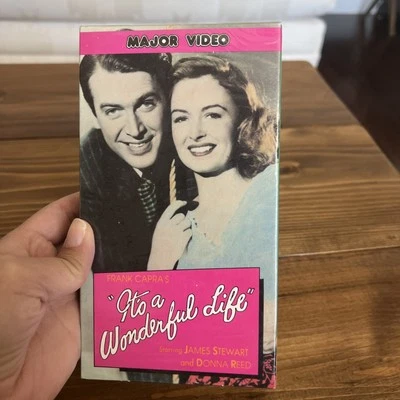 MAJOR VIDEO
FRANK CAPRA'S
"It's a
Wonderful Life"
starring JAMES STEWART
and DONNA REED